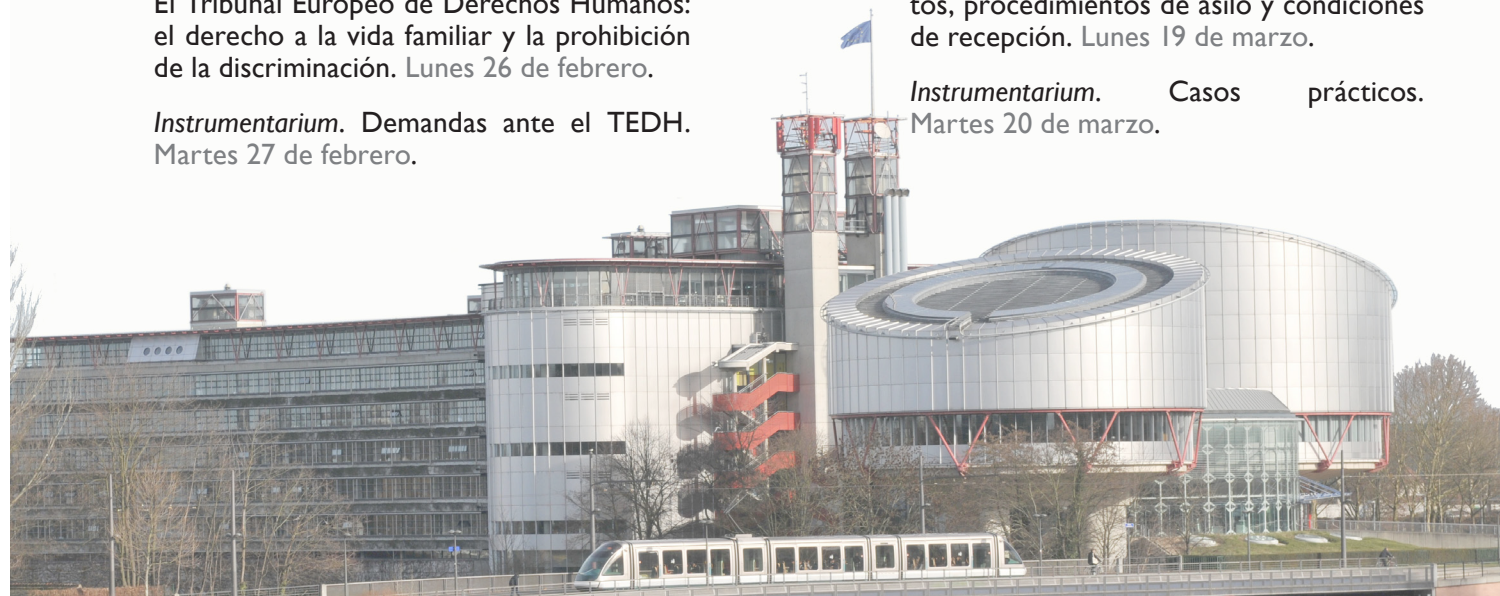 El Tribunal Europeo de Derechos Humanos:
el derecho a la vida familiar y la prohibición
de la discriminación. Lunes 26 de febrero.
Instrumentarium. Demandas ante el TEDH.
Martes 27 de febrero.
tos, procedimientos de asilo y condiciones
de recepción. Lunes 19 de marzo.
Instrumentarium. Casos prácticos.
Martes 20 de marzo.